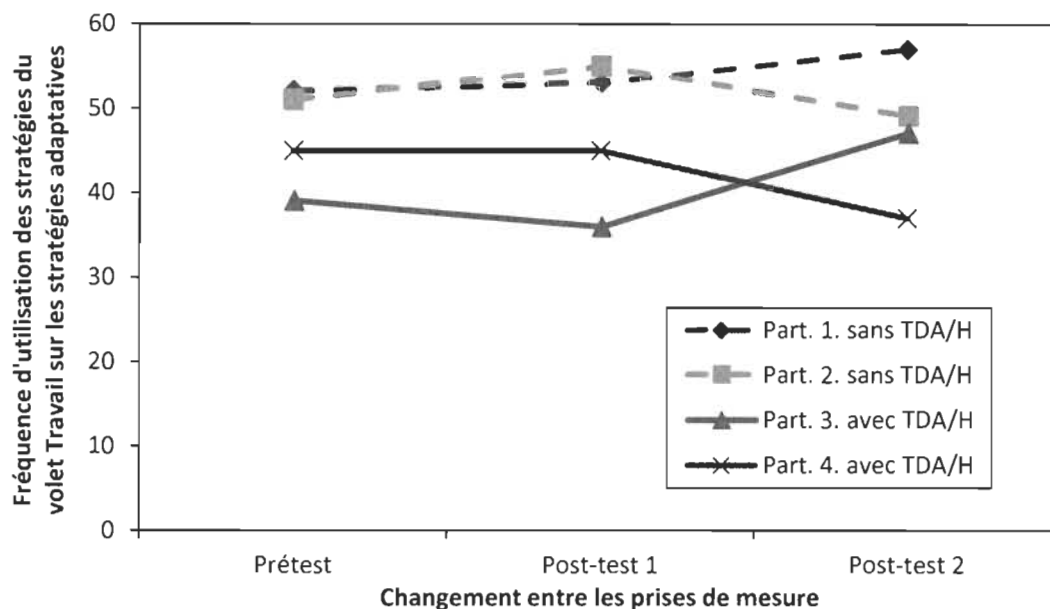 Fréquence d'utilisation des stratégies du
volet Travail sur les stratégies adaptatives
60
50
40
30
20
10
0
Part. 1. sans TDA/H
Part. 2. sans TDA/H
Part. 3. avec TDA/H
Part. 4. avec TDA/H
Prétest Post-test 1 Post-test 2
Changement entre les prises de mesure